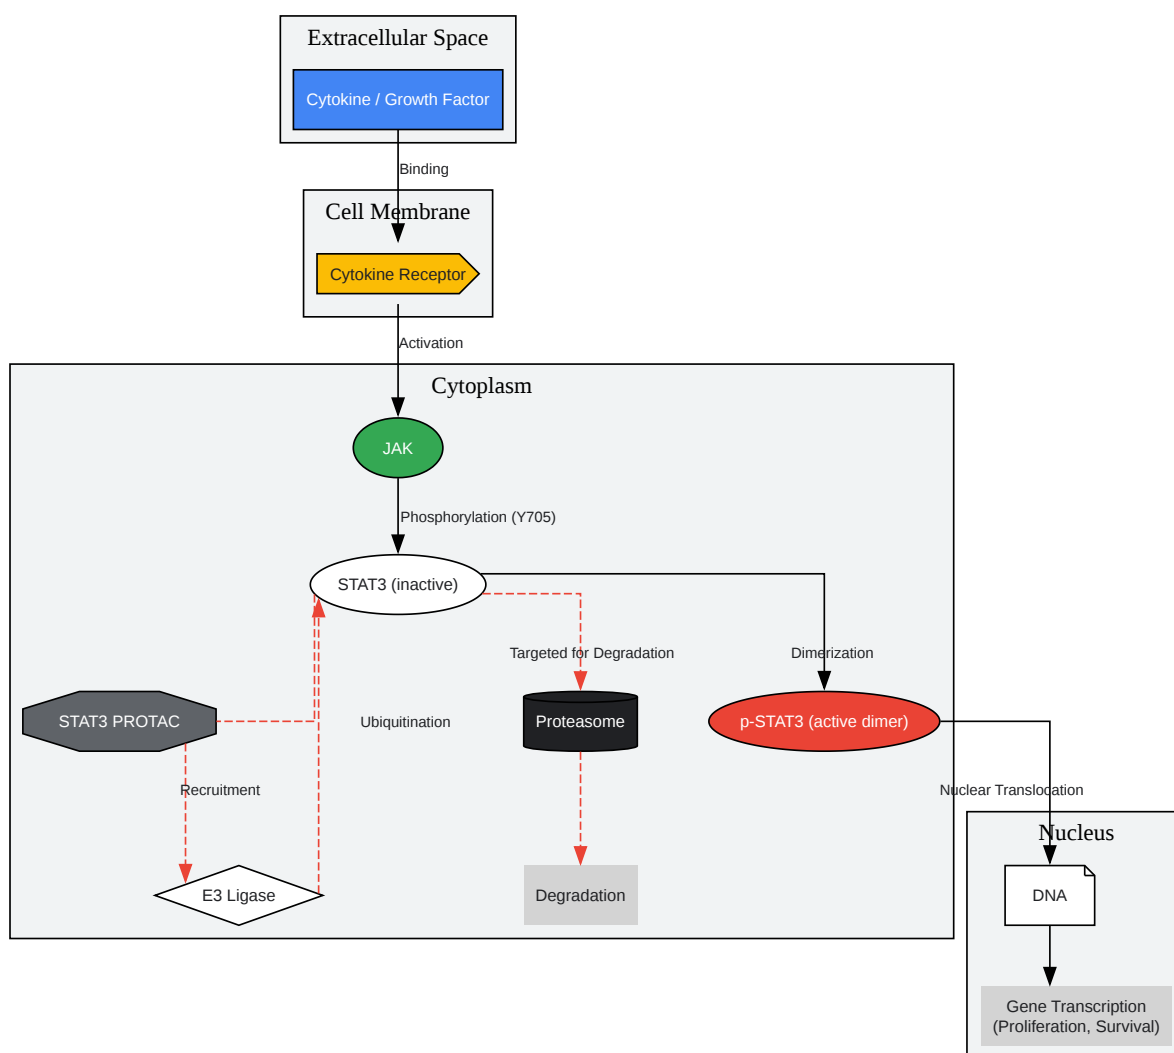 Extracellular Space
Cytokine / Growth Factor
Binding
Cell Membrane
Cytokine Receptor
Activation
Cytoplasm
JAK
Phosphorylation (Y705)
STAT3 (inactive)
Targeted for Degradation
Dimerization
STAT3 PROTAC
Ubiquitination
Proteasome
p-STAT3 (active dimer)
Recruitment
Nuclear Translocation
Nucleus
E3 Ligase
Degradation
DNA
Gene Transcription
(Proliferation, Survival)